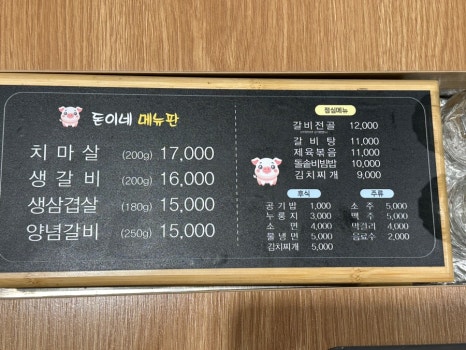 돈이네 메뉴판
치마살 (200g) 17,000
생갈비 (200g) 16,000
생삼겹살 (180g) 15,000
양념갈비 (250g) 15,000
점심메뉴
갈비전골 12,000
갈비탕 11,000
제육볶음 11,000
돌솥비빔밥 10,000
김치찌개 9,000
후식
공기밥 1,000
누룽지 3,000
소면 4,000
물냉면 5,000
김치찌개 5,000
주류
소주 5,000
맥주 5,000
막걸리 4,000
음료수 2,000